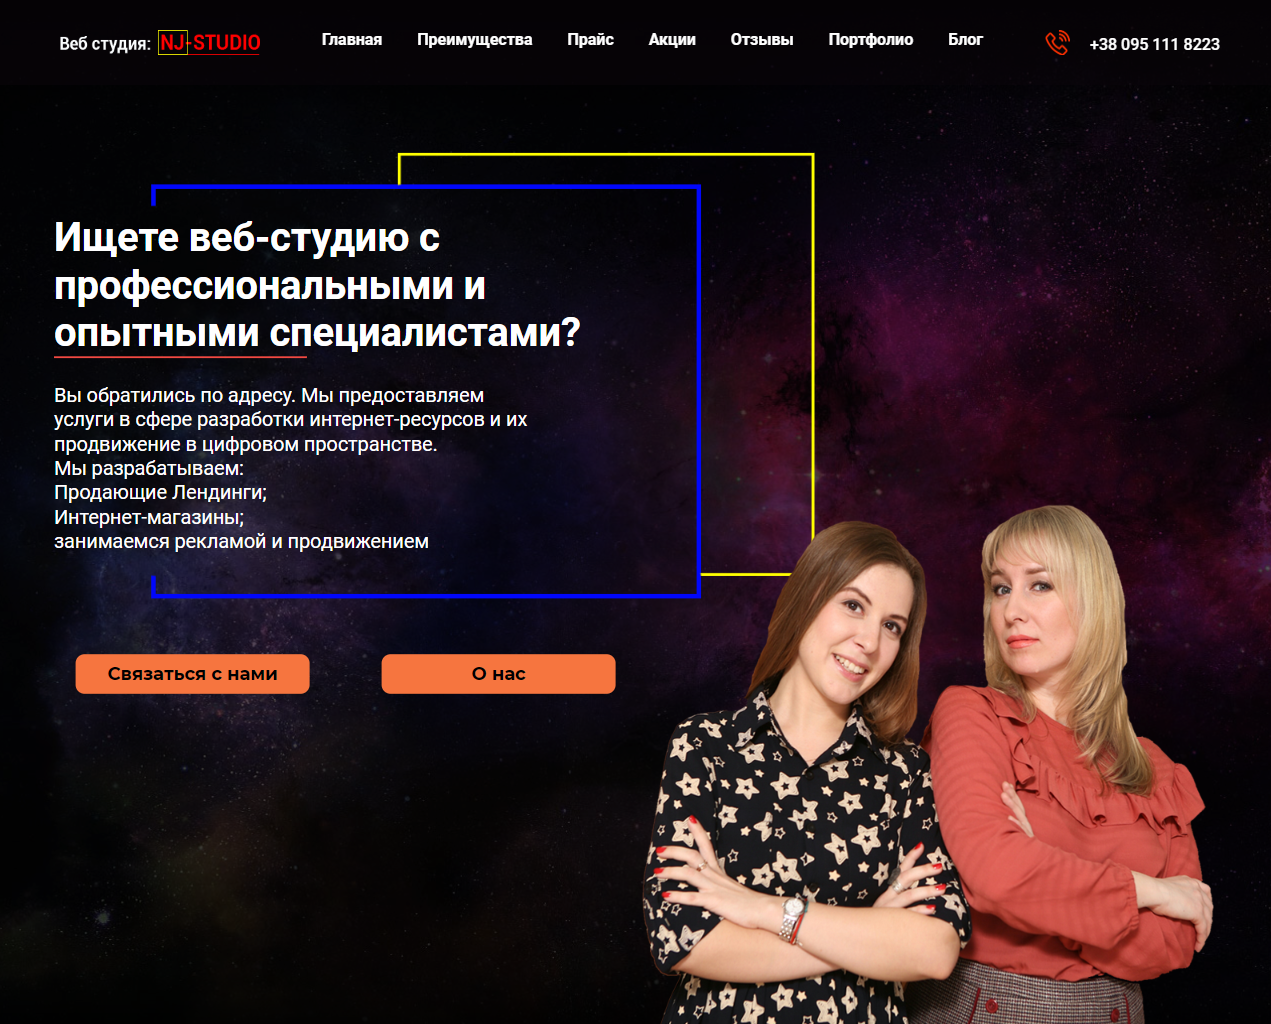 Веб студия: NJ-STUDIO
Главная Преимущества Прайс Акции Отзывы Портфолио Блог
+38 095 111 8223
Ищете веб-студию с
профессиональными и
опытными специалистами?
Вы обратились по адресу. Мы предоставляем
услуги в сфере разработки интернет-ресурсов и их
продвижение в цифровом пространстве.
Мы разрабатываем:
Продающие Лендинги;
Интернет-магазины;
занимаемся рекламой и продвижением
Связаться с нами
О нас